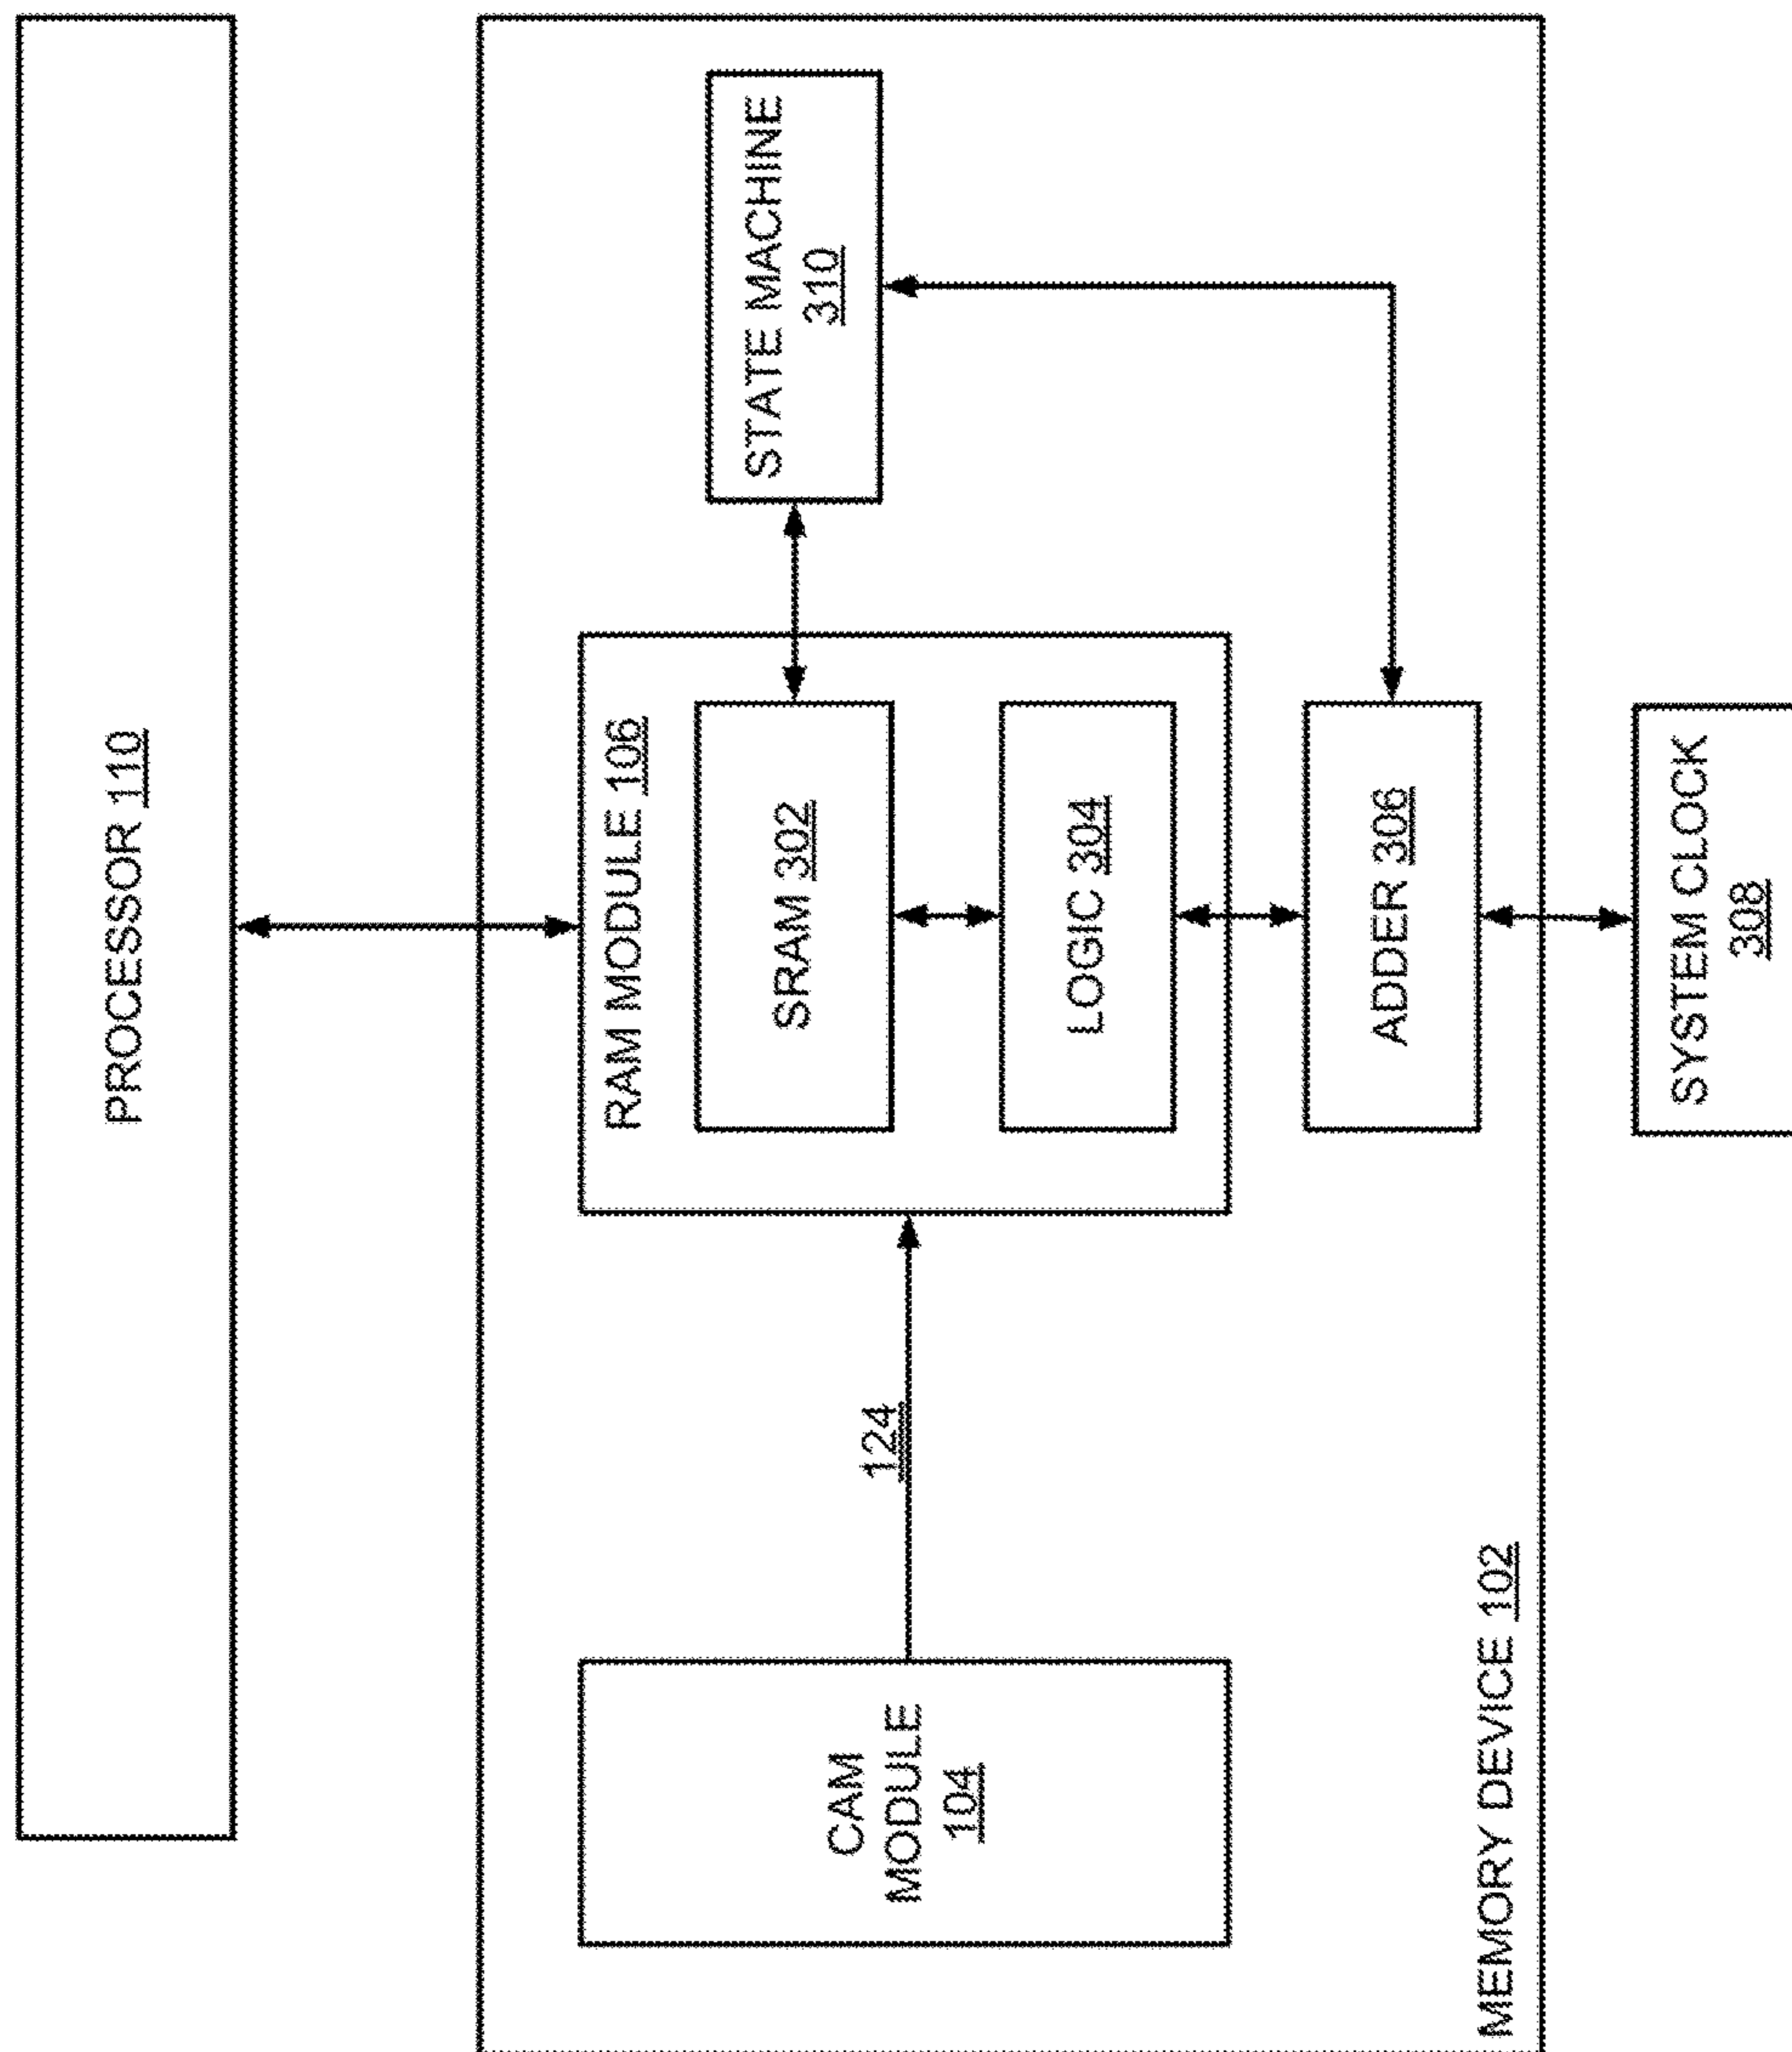 PROCESSOR 110
RAM MODULE 106
STATE MACHINE
310
SRAM 302
LOGIC 304
124
CAM
MODULE
104
ADDER 306
MEMORY DEVICE 102
SYSTEM CLOCK
308